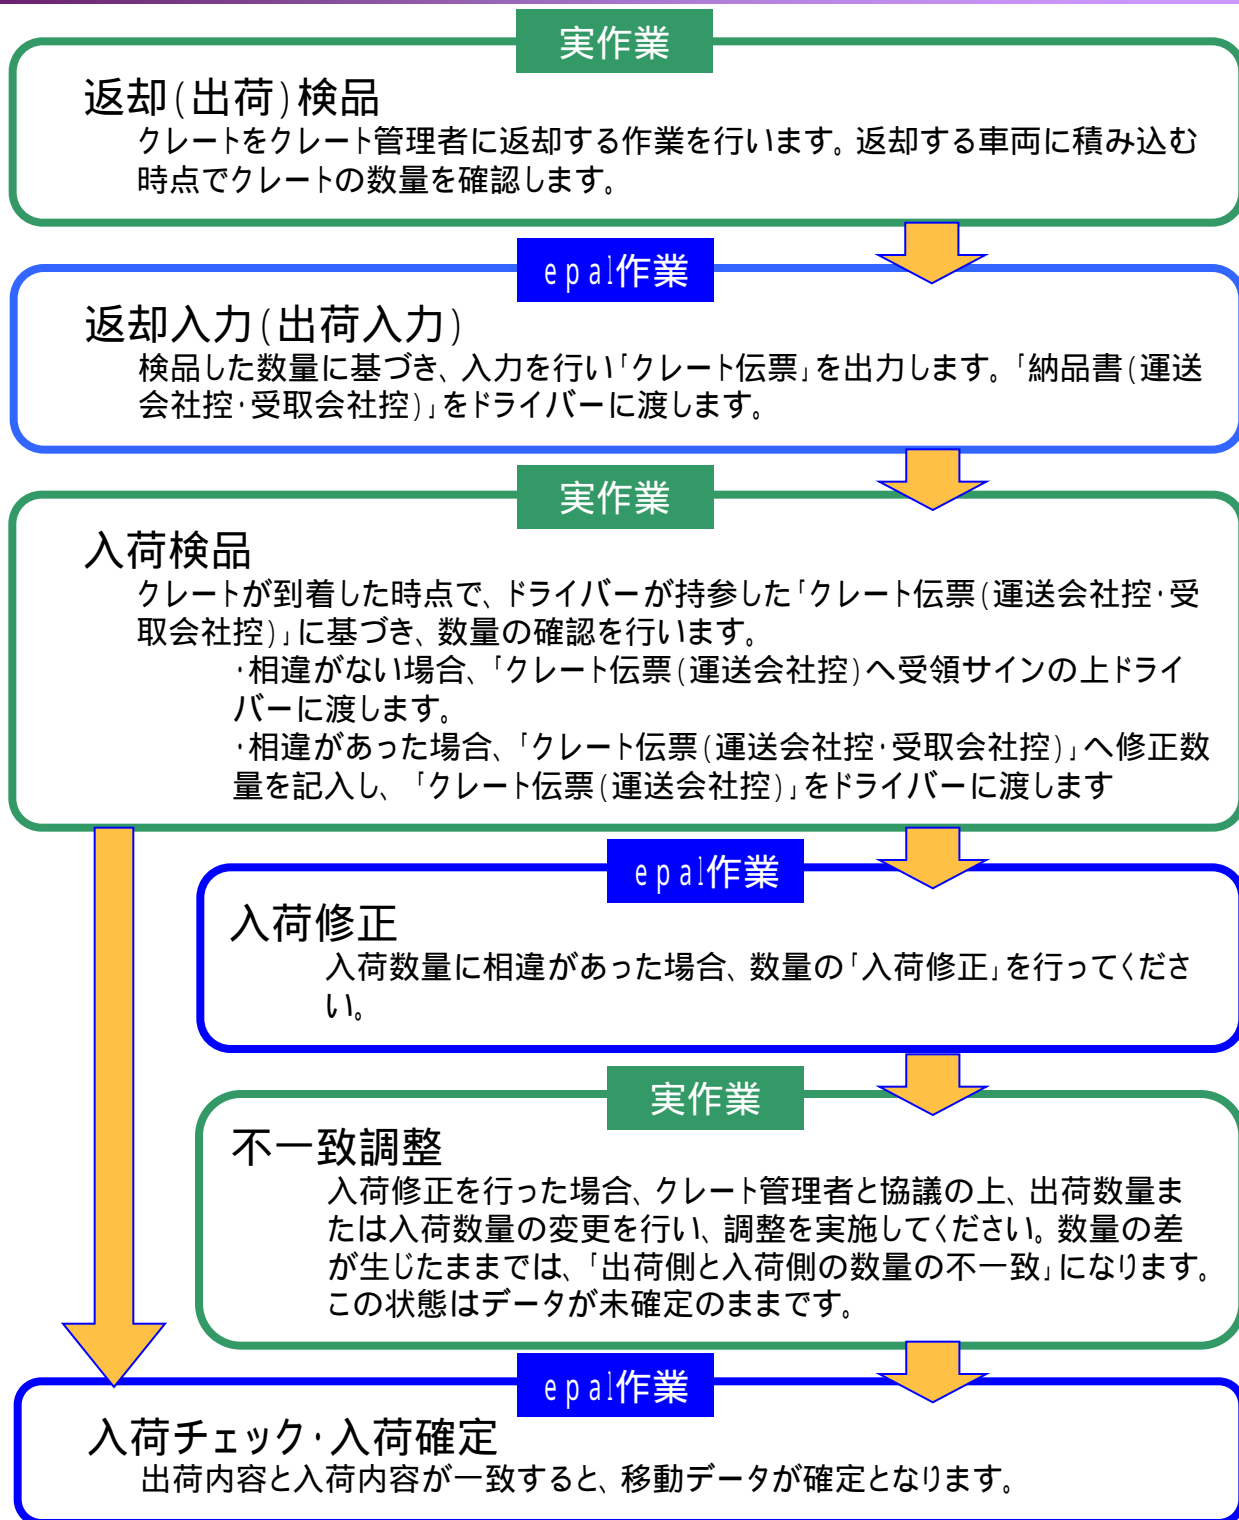 実作業
返却(出荷)検品
クレートをクレート管理者に返却する作業を行います。返却する車両に積み込む
時点でクレートの数量を確認します。
epal作業
返却入力(出荷入力)
検品した数量に基づき、入力を行い「クレート伝票」を出力します。「納品書(運送
会社控・受取会社控)」をドライバーに渡します。
実作業
入荷検品
クレートが到着した時点で、ドライバーが持参した「クレート伝票(運送会社控・受
取会社控)」に基づき、数量の確認を行います。
・相違がない場合、「クレート伝票(運送会社控)へ受領サインの上ドライ
バーに渡します。
・相違があった場合、「クレート伝票(運送会社控・受取会社控)」へ修正数
量を記入し、「クレート伝票(運送会社控)」をドライバーに渡します
epal作業
入荷修正
入荷数量に相違があった場合、数量の「入荷修正」を行ってくださ
い。
実作業
不一致調整
入荷修正を行った場合、クレート管理者と協議の上、出荷数量ま
たは入荷数量の変更を行い、調整を実施してください。数量の差
が生じたままでは、「出荷側と入荷側の数量の不一致」になります。
この状態はデータが未確定のままです。
epal作業
入荷チェック・入荷確定
出荷内容と入荷内容が一致すると、移動データが確定となります。